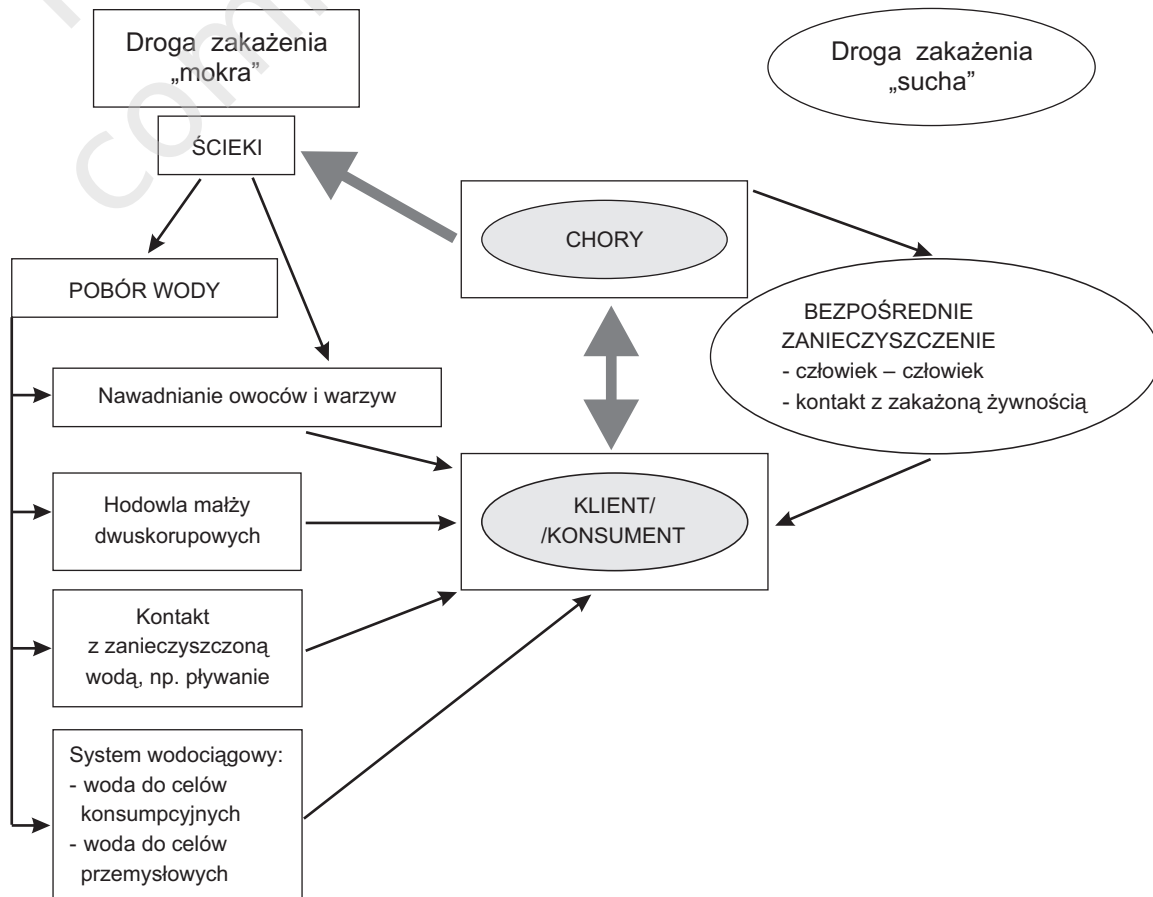 Droga zakażenia
„mokra”
Droga zakażenia
„sucha”
ŚCIEKI
CHORY
POBÓR WODY
BEZPOŚREDNIE
ZANIECZYSZCZENIE
- człowiek – człowiek
- kontakt z zakażoną żywnością
Nawadnianie owoców i warzyw
Hodowla małży
dwuskorupowych
KLIENT/
/KONSUMENT
Kontakt
z zanieczyszczoną
wodą, np. pływanie
System wodociągowy:
- woda do celów
konsumpcyjnych
- woda do celów
przemysłowych